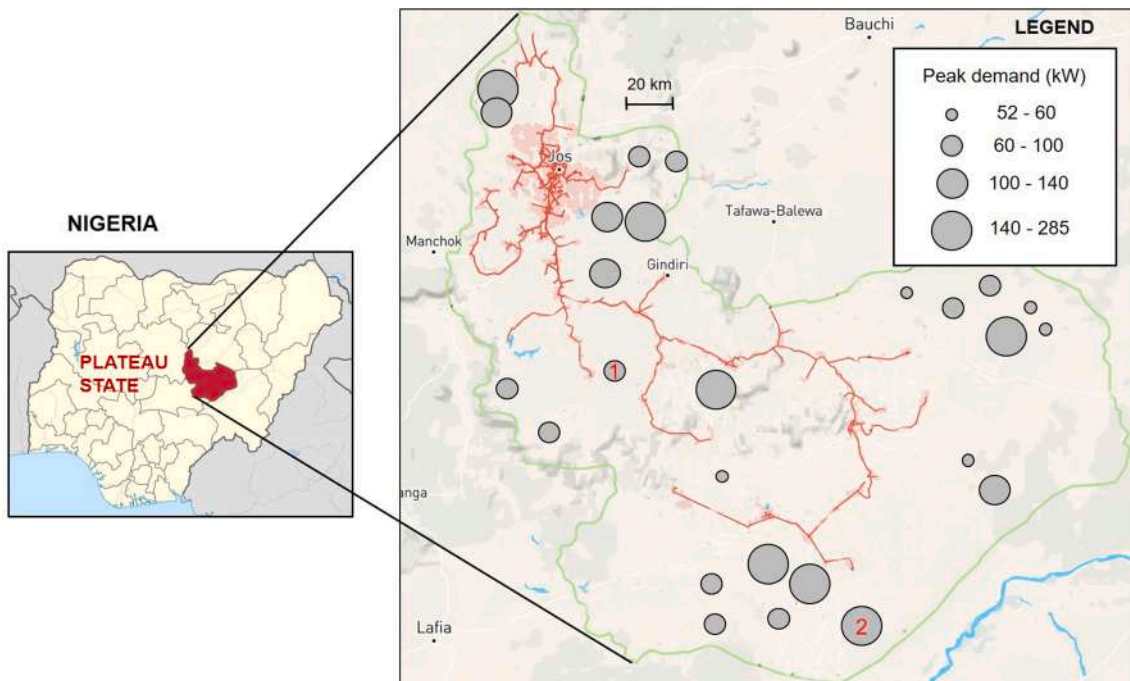 NIGERIA
PLATEAU
STATE
Bauchi
LEGEND
Peak demand (kW)
52 - 60
60 - 100
100 - 140
140 - 285
20 km
Jos
Tafawa-Balewa
Manchok
Gindiri
1
anga
2
Lafia